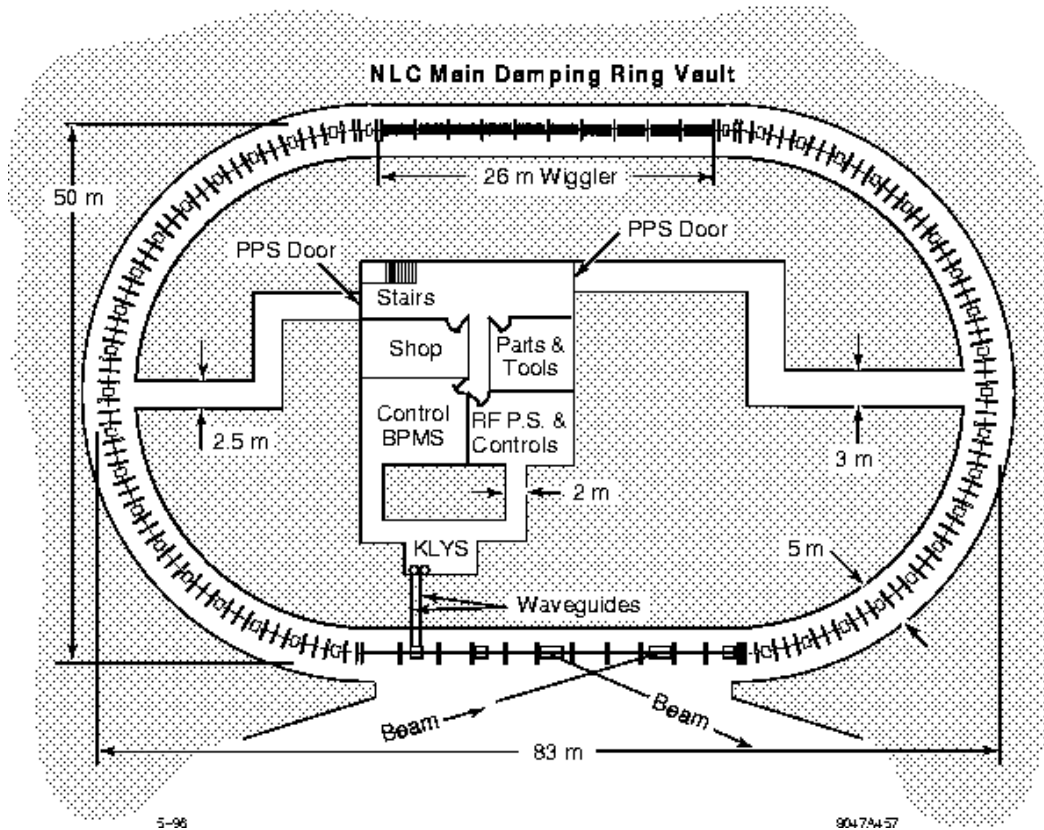 NLC Main Damping Ring Vault
50 m
26 m Wiggler
PPS Door
PPS Door
Stairs
Shop
Parts &
Tools
Control
BPMS
RF P.S. &
Controls
2.5 m
3 m
2 m
KLYS
5 m
Waveguides
Beam
Beam
83 m
5–96
8047A457